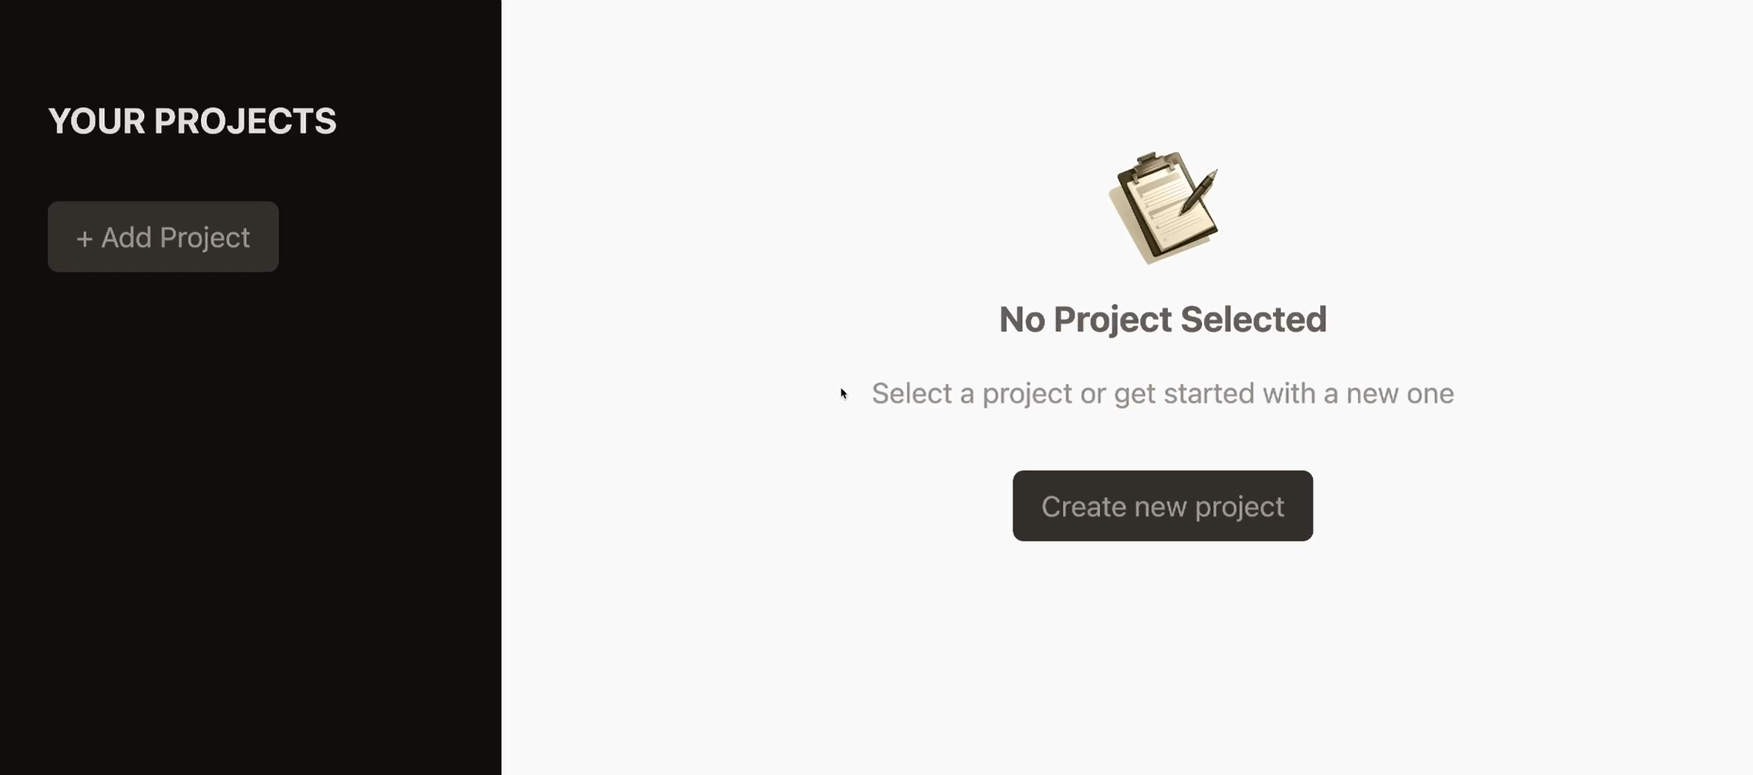 YOUR PROJECTS
+ Add Project
No Project Selected
Select a project or get started with a new one
Create new project